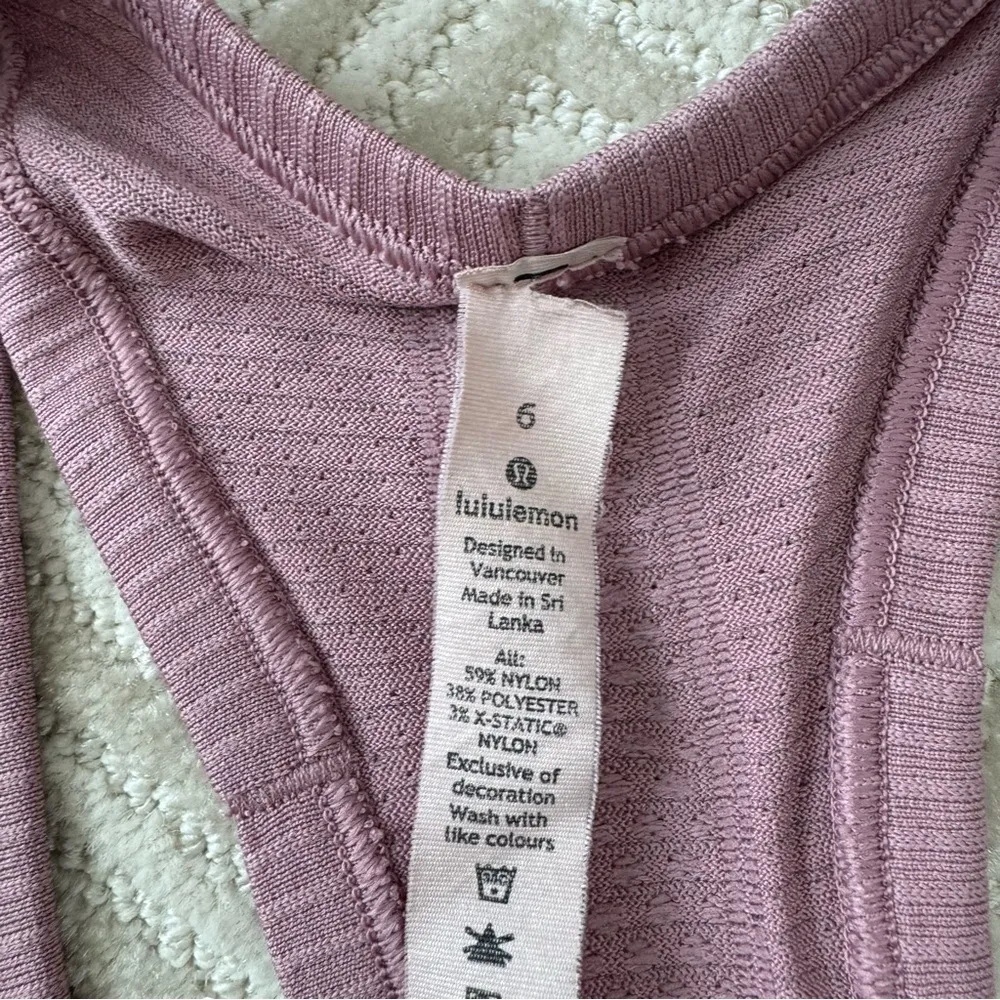 6
lululemon
Designed in
Vancouver
Made in Sri
Lanka
All:
59% NYLON
38% POLYESTER
3% X-STATIC®
NYLON
Exclusive of
decoration
Wash with
like colours